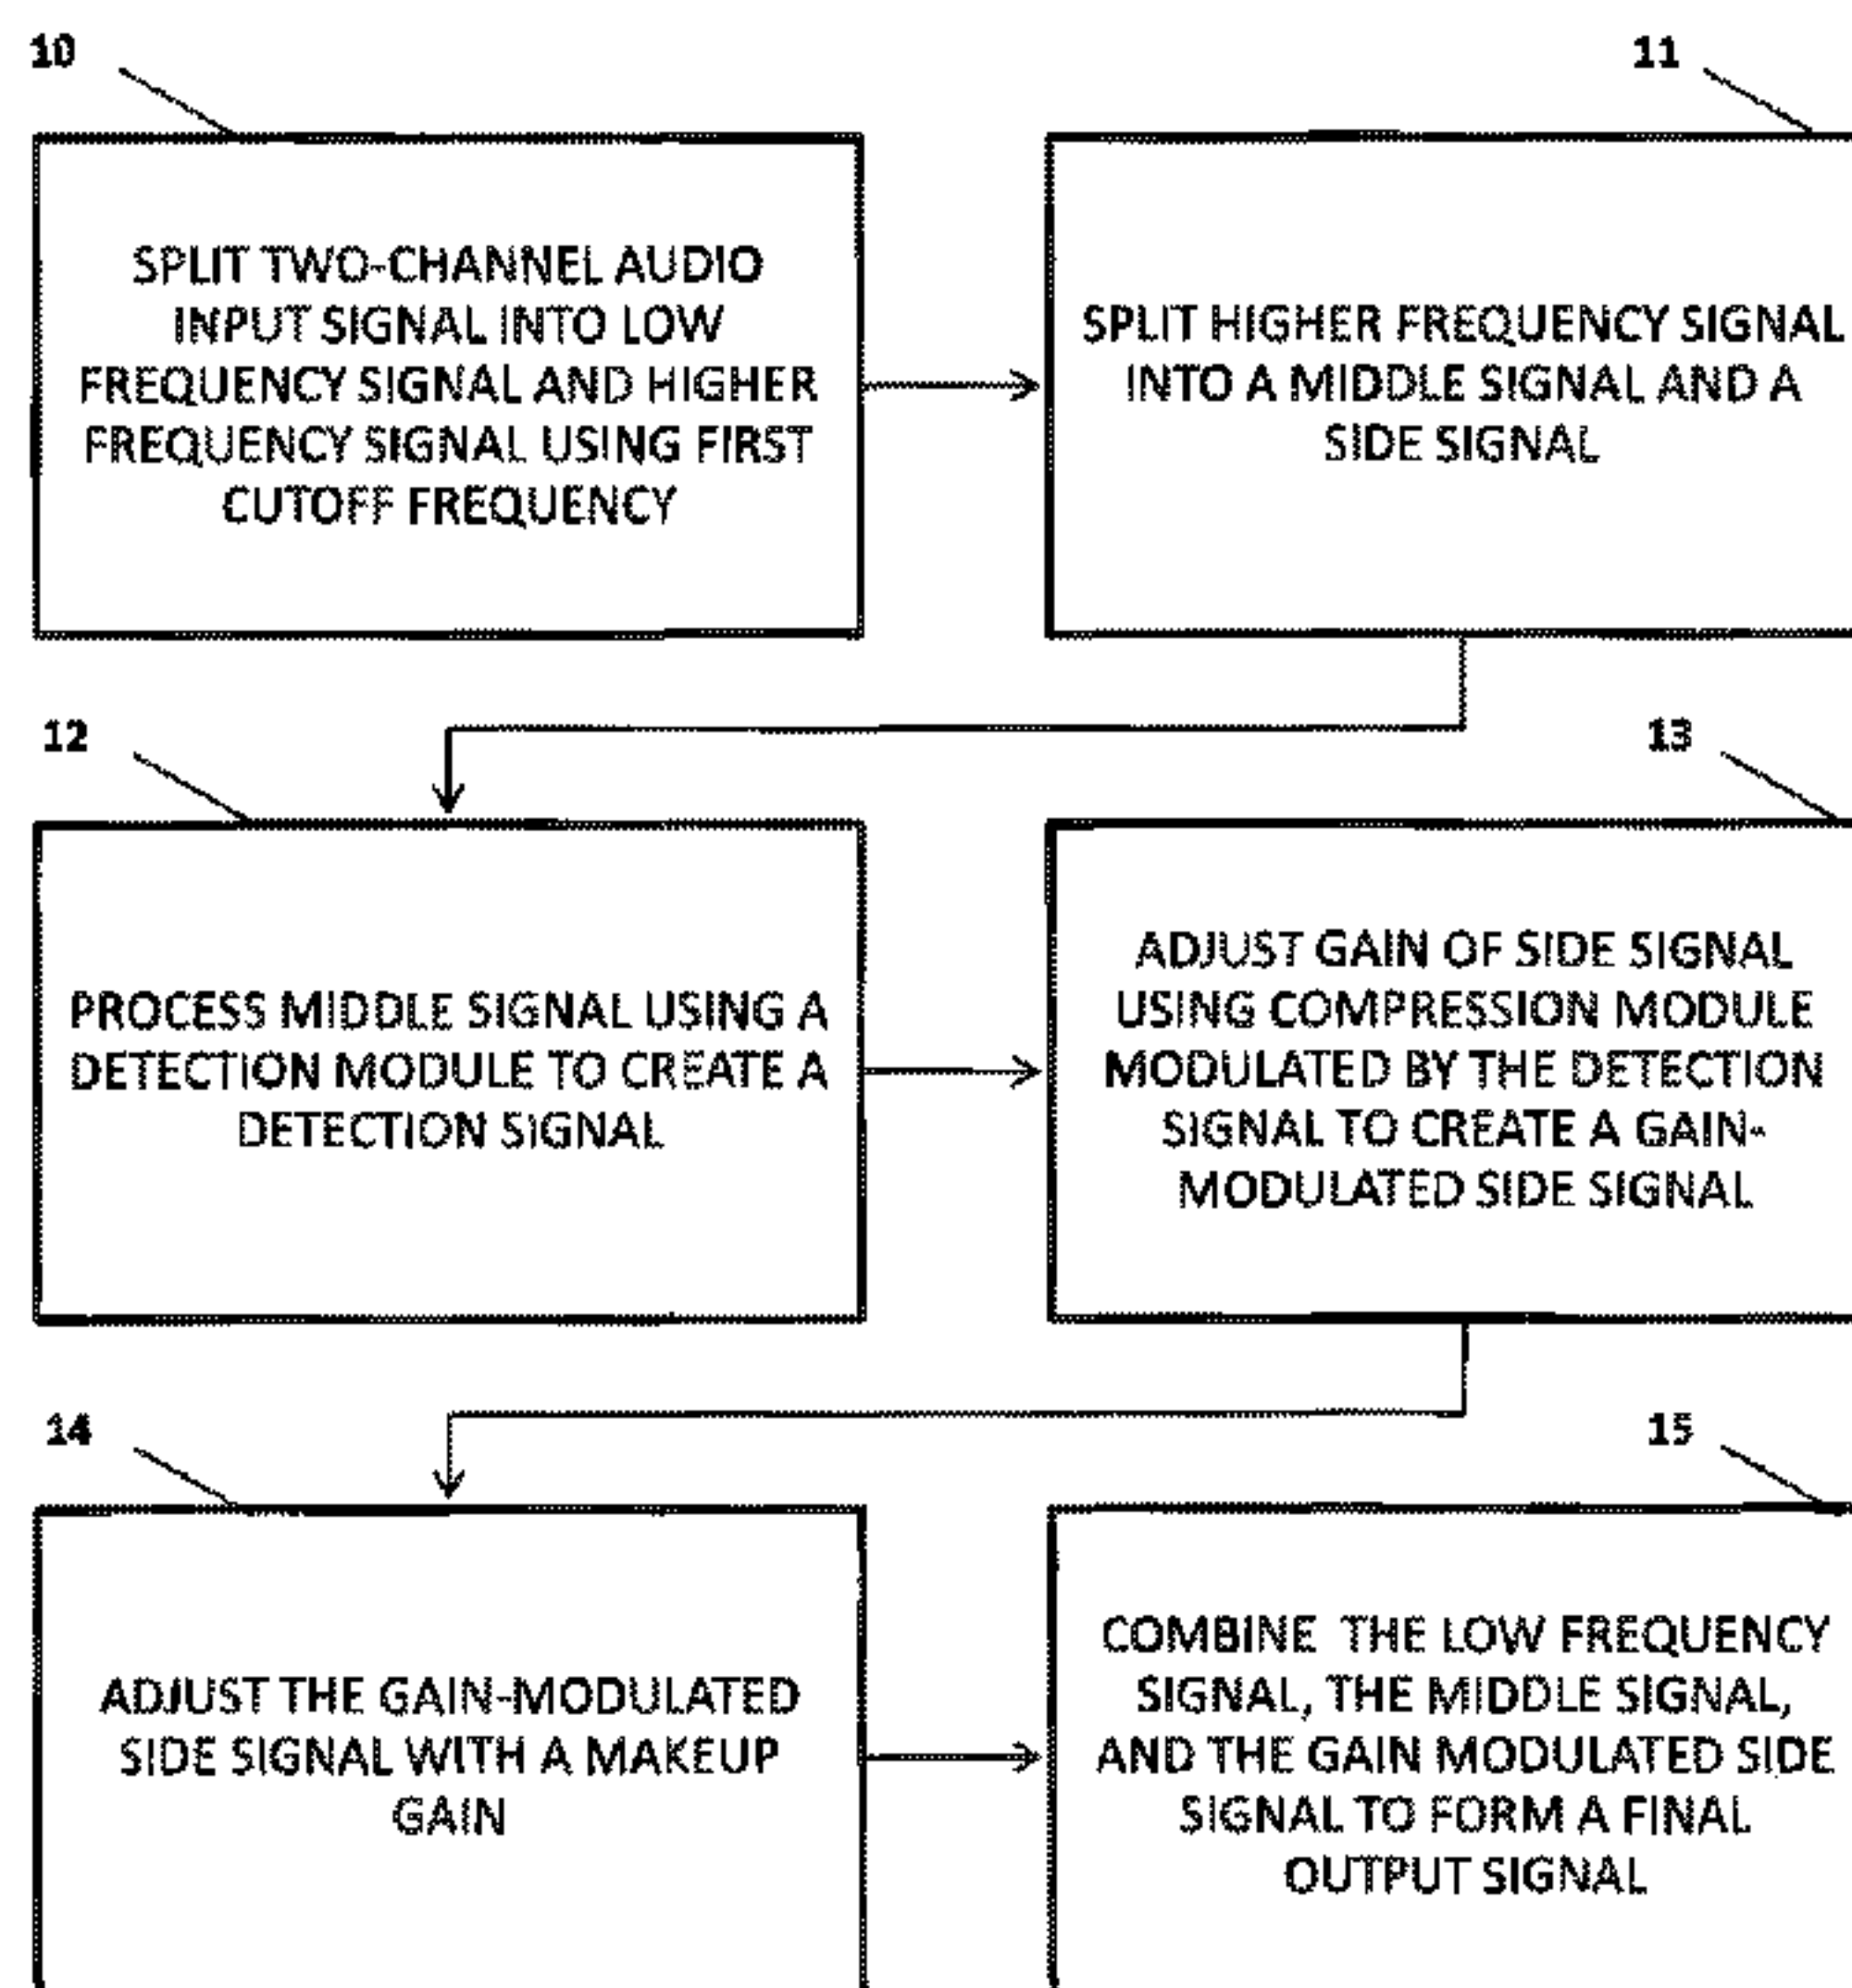 10
11
SPLIT TWO-CHANNEL AUDIO
INPUT SIGNAL INTO LOW
FREQUENCY SIGNAL AND HIGHER
FREQUENCY SIGNAL USING FIRST
CUTOFF FREQUENCY
SPLIT HIGHER FREQUENCY SIGNAL
INTO A MIDDLE SIGNAL AND A
SIDE SIGNAL
12
13
PROCESS MIDDLE SIGNAL USING A
DETECTION MODULE TO CREATE A
DETECTION SIGNAL
ADJUST GAIN OF SIDE SIGNAL
USING COMPRESSION MODULE
MODULATED BY THE DETECTION
SIGNAL TO CREATE A GAIN-
MODULATED SIDE SIGNAL
14
15
ADJUST THE GAIN-MODULATED
SIDE SIGNAL WITH A MAKEUP
GAIN
COMBINE THE LOW FREQUENCY
SIGNAL, THE MIDDLE SIGNAL,
AND THE GAIN MODULATED SIDE
SIGNAL TO FORM A FINAL
OUTPUT SIGNAL